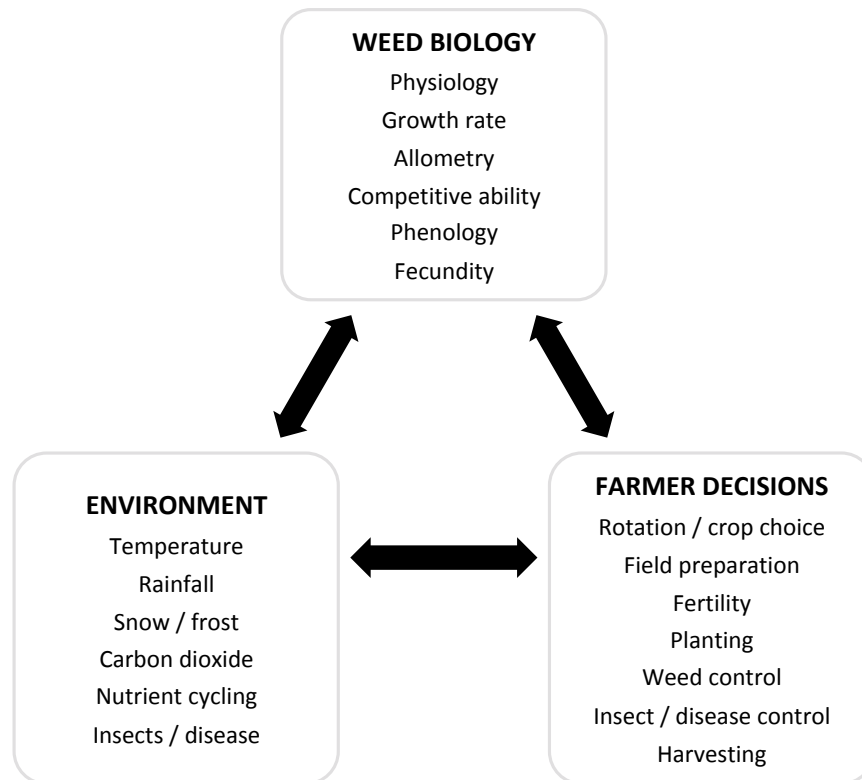 WEED BIOLOGY
Physiology
Growth rate
Allometry
Competitive ability
Phenology
Fecundity
ENVIRONMENT
Temperature
Rainfall
Snow / frost
Carbon dioxide
Nutrient cycling
Insects / disease
FARMER DECISIONS
Rotation / crop choice
Field preparation
Fertility
Planting
Weed control
Insect / disease control
Harvesting